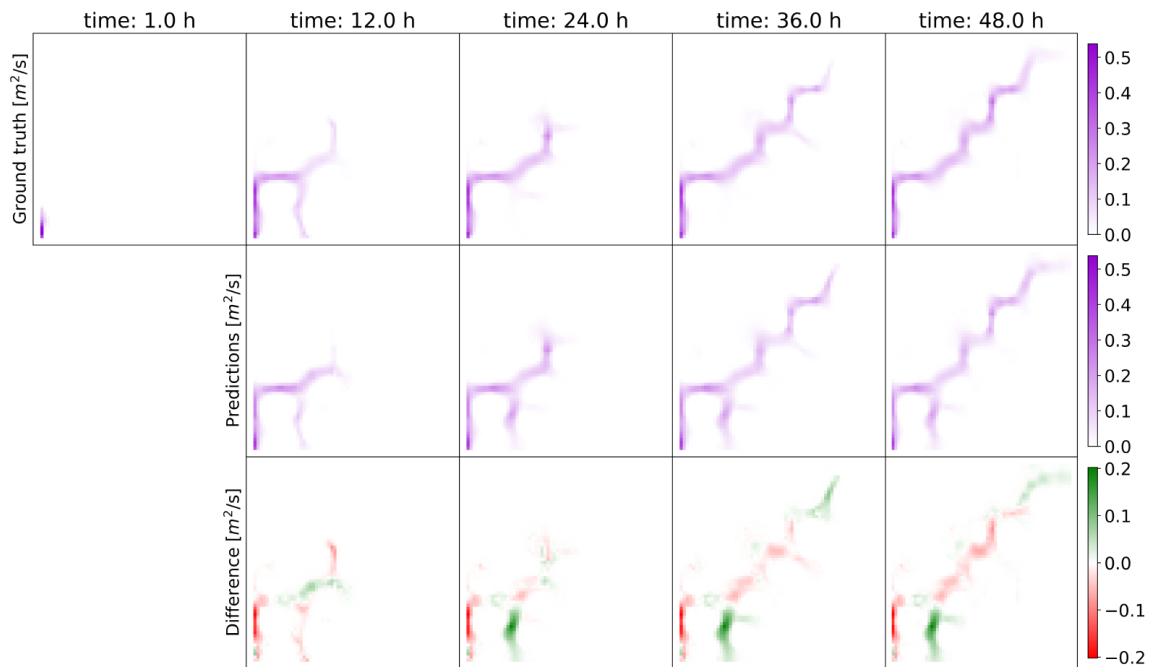 time: 1.0 h
time: 12.0 h
time: 24.0 h
time: 36.0 h
time: 48.0 h
Ground truth [m²/s]
0.5
0.4
0.3
0.2
0.1
0.0
Predictions [m²/s]
0.5
0.4
0.3
0.2
0.1
0.0
Difference [m²/s]
0.2
0.1
0.0
−0.1
−0.2